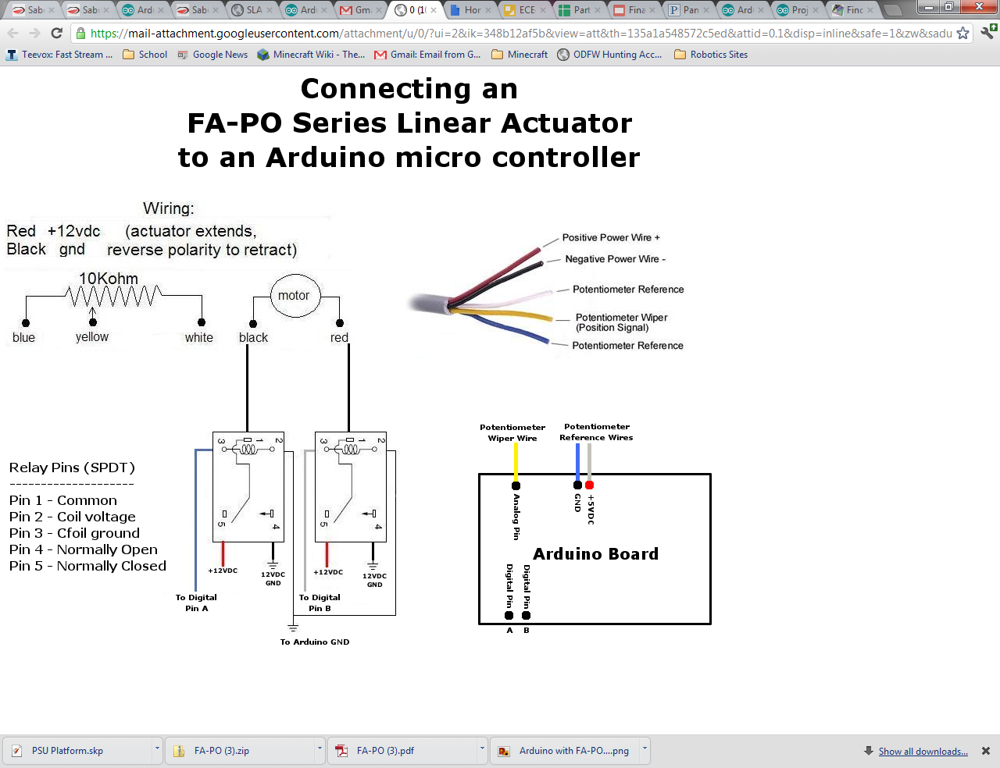 Sab
Sab
Ard
Sab
SLA
Ard
Gm
0 (10
Hor
ECE
Part
Fina
Pan
Ard
Proj
Finc
https://mail-attachment.googleusercontent.com/attachment/u/0/?ui=2&ik=348b12af5b&view=att&th=135a1a548572c5ed&attid=0.1&disp=inline&safe=1&zw&sadu
Teevox: Fast Stream ...
School
Google News
Minecraft Wiki - The...
Gmail: Email from G...
Minecraft
ODFW Hunting Acc...
Robotics Sites
Connecting an
FA-PO Series Linear Actuator
to an Arduino micro controller
Wiring:
Red +12vdc (actuator extends,
Black gnd reverse polarity to retract)
10Kohm
motor
blue
yellow
white
black
red
Positive Power Wire +
Negative Power Wire -
Potentiometer Reference
Potentiometer Wiper
(Position Signal)
Potentiometer Reference
Relay Pins (SPDT)
--------------------
Pin 1 - Common
Pin 2 - Coil voltage
Pin 3 - Cfoil ground
Pin 4 - Normally Open
Pin 5 - Normally Closed
3 1 2
5 4
3 1 2
5 4
+12VDC
12VDC
GND
+12VDC
12VDC
GND
To Digital
Pin A
To Digital
Pin B
To Arduino GND
Potentiometer
Wiper Wire
Potentiometer
Reference Wires
Analog Pin
GND
+5VDC
Arduino Board
Digital Pin
Digital Pin
A
B
PSU Platform.skp
FA-PO (3).zip
FA-PO (3).pdf
Arduino with FA-PO....png
Show all downloads...